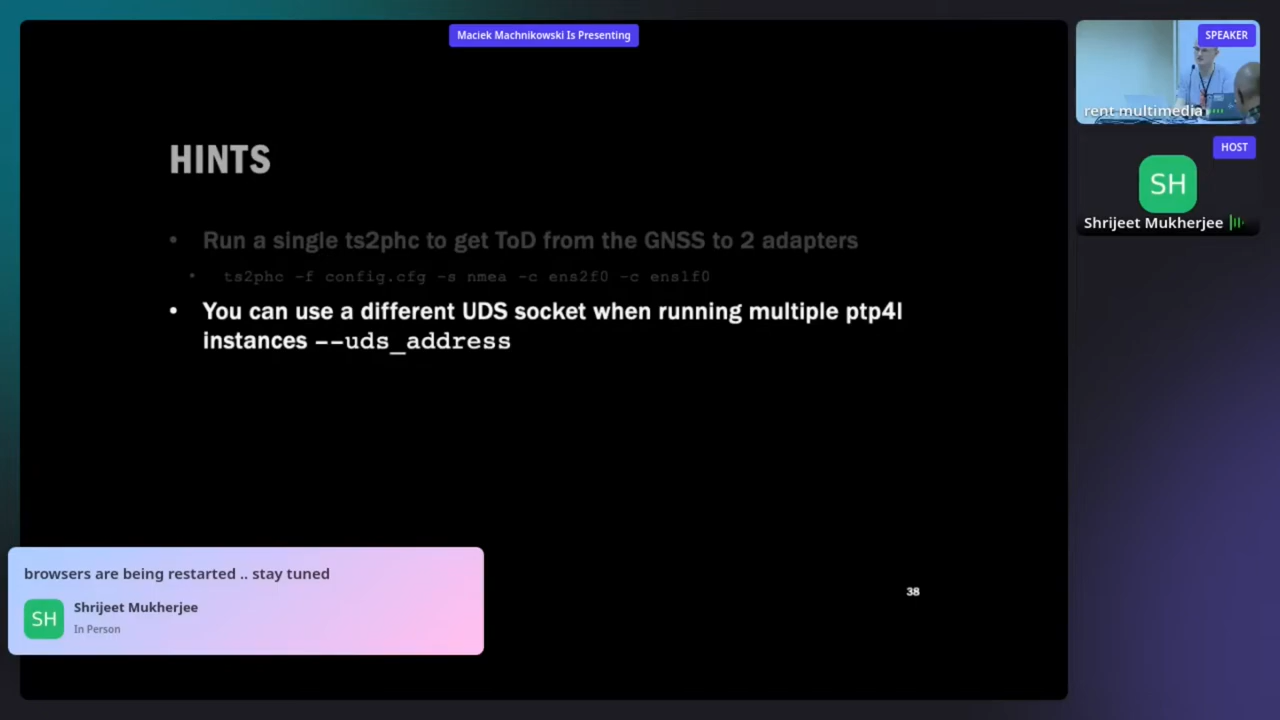 Maciek Machnikowski Is Presenting
SPEAKER
rent multimedia
HOST
SH
Shrijeet Mukherjee
HINTS
• Run a single ts2phc to get ToD from the GNSS to 2 adapters
• ts2phc -f config.cfg -s nmea -c ens2f0 -c ens1f0
• You can use a different UDS socket when running multiple ptp4l
instances --uds_address
38
browsers are being restarted .. stay tuned
SH
Shrijeet Mukherjee
In Person